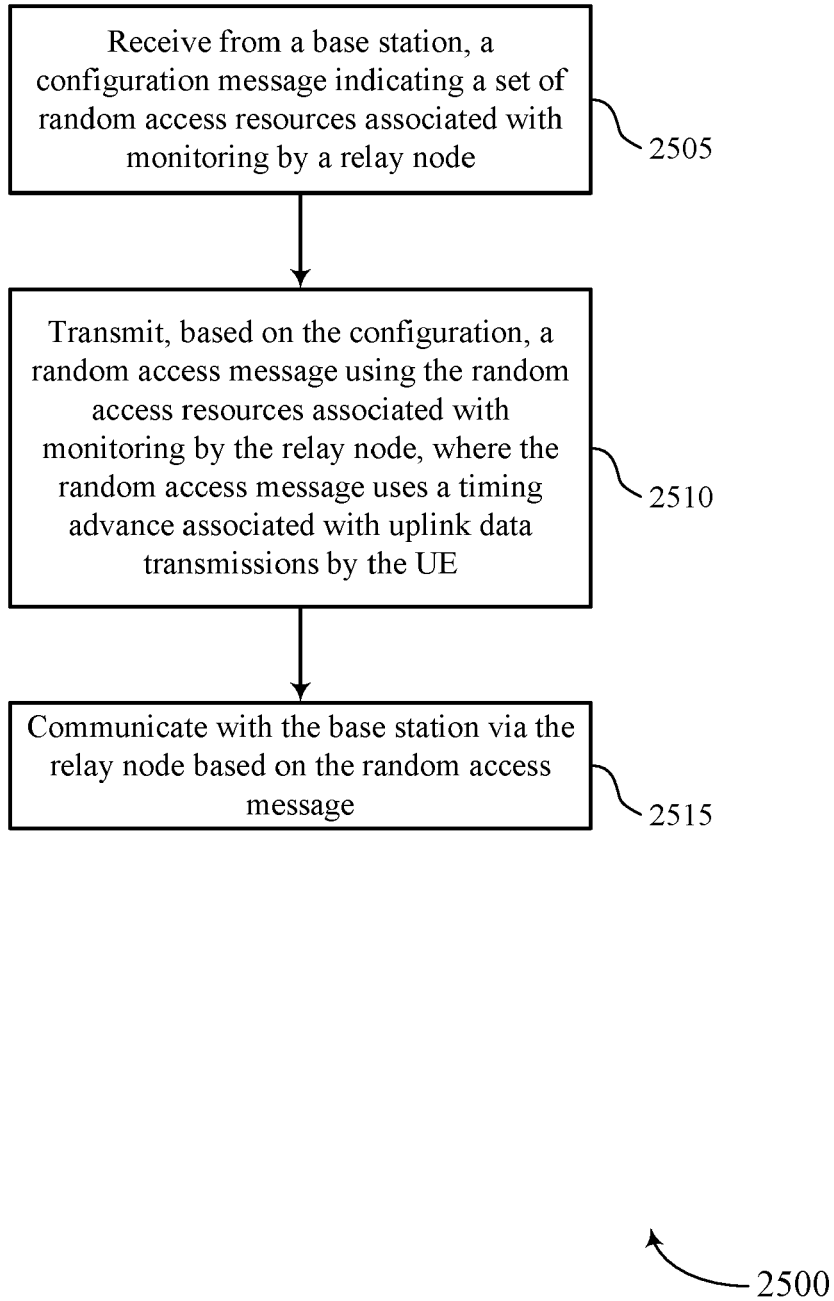 Receive from a base station, a
configuration message indicating a set of
random access resources associated with
monitoring by a relay node
2505
Transmit, based on the configuration, a
random access message using the random
access resources associated with
monitoring by the relay node, where the
random access message uses a timing
advance associated with uplink data
transmissions by the UE
2510
Communicate with the base station via the
relay node based on the random access
message
2515
2500